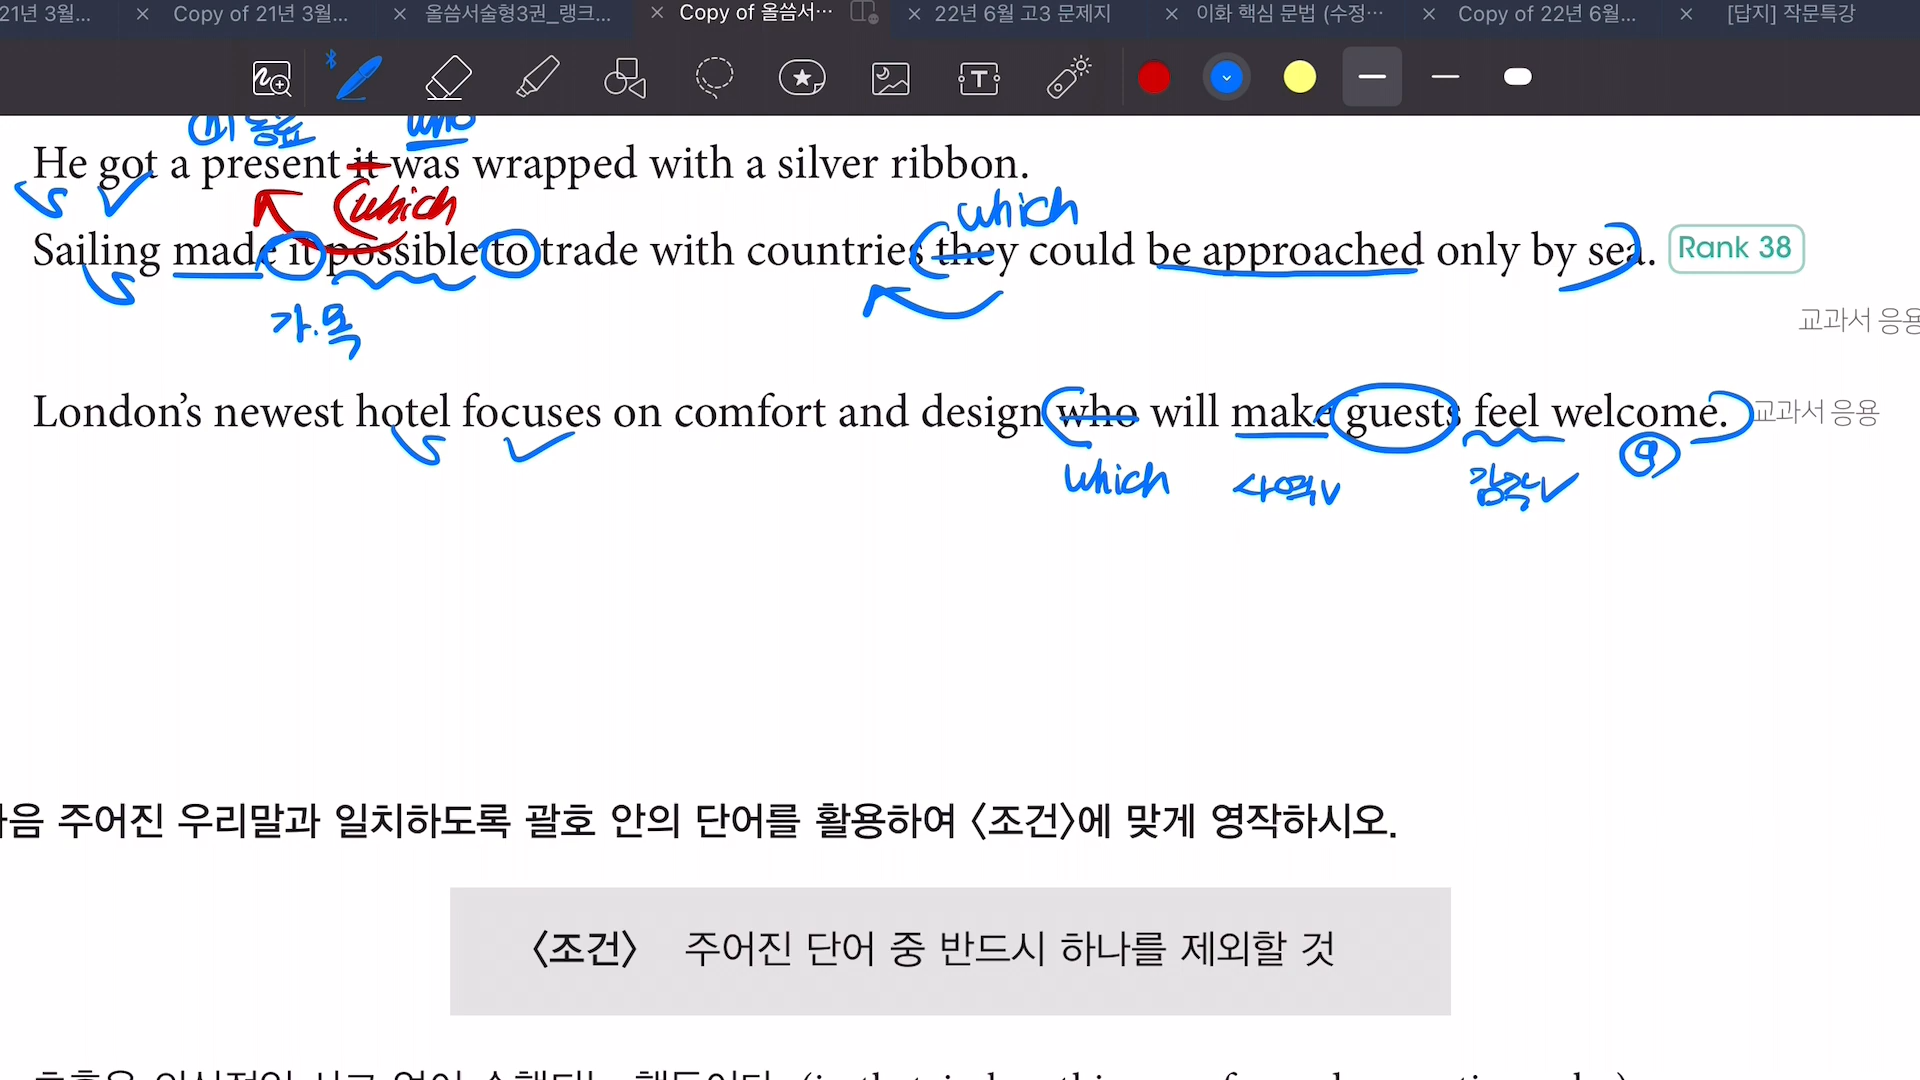 21년 3월... × Copy of 21년 3월... × 올씀서술형3권_랭크... × Copy of 올씀서... × 22년 6월 고3 문제지 × 이화 핵심 문법 (수정... × Copy of 22년 6월... × [답지] 작문특강
who
He got a present it was wrapped with a silver ribbon.
which
which
Sailing made it possible to trade with countries they could be approached only by sea. Rank 38
가.목
교과서 응용
London's newest hotel focuses on comfort and design who will make guests feel welcome. 교과서 응용
which 사역v 감각v
다음 주어진 우리말과 일치하도록 괄호 안의 단어를 활용하여 〈조건〉에 맞게 영작하시오.
〈조건〉 주어진 단어 중 반드시 하나를 제외할 것